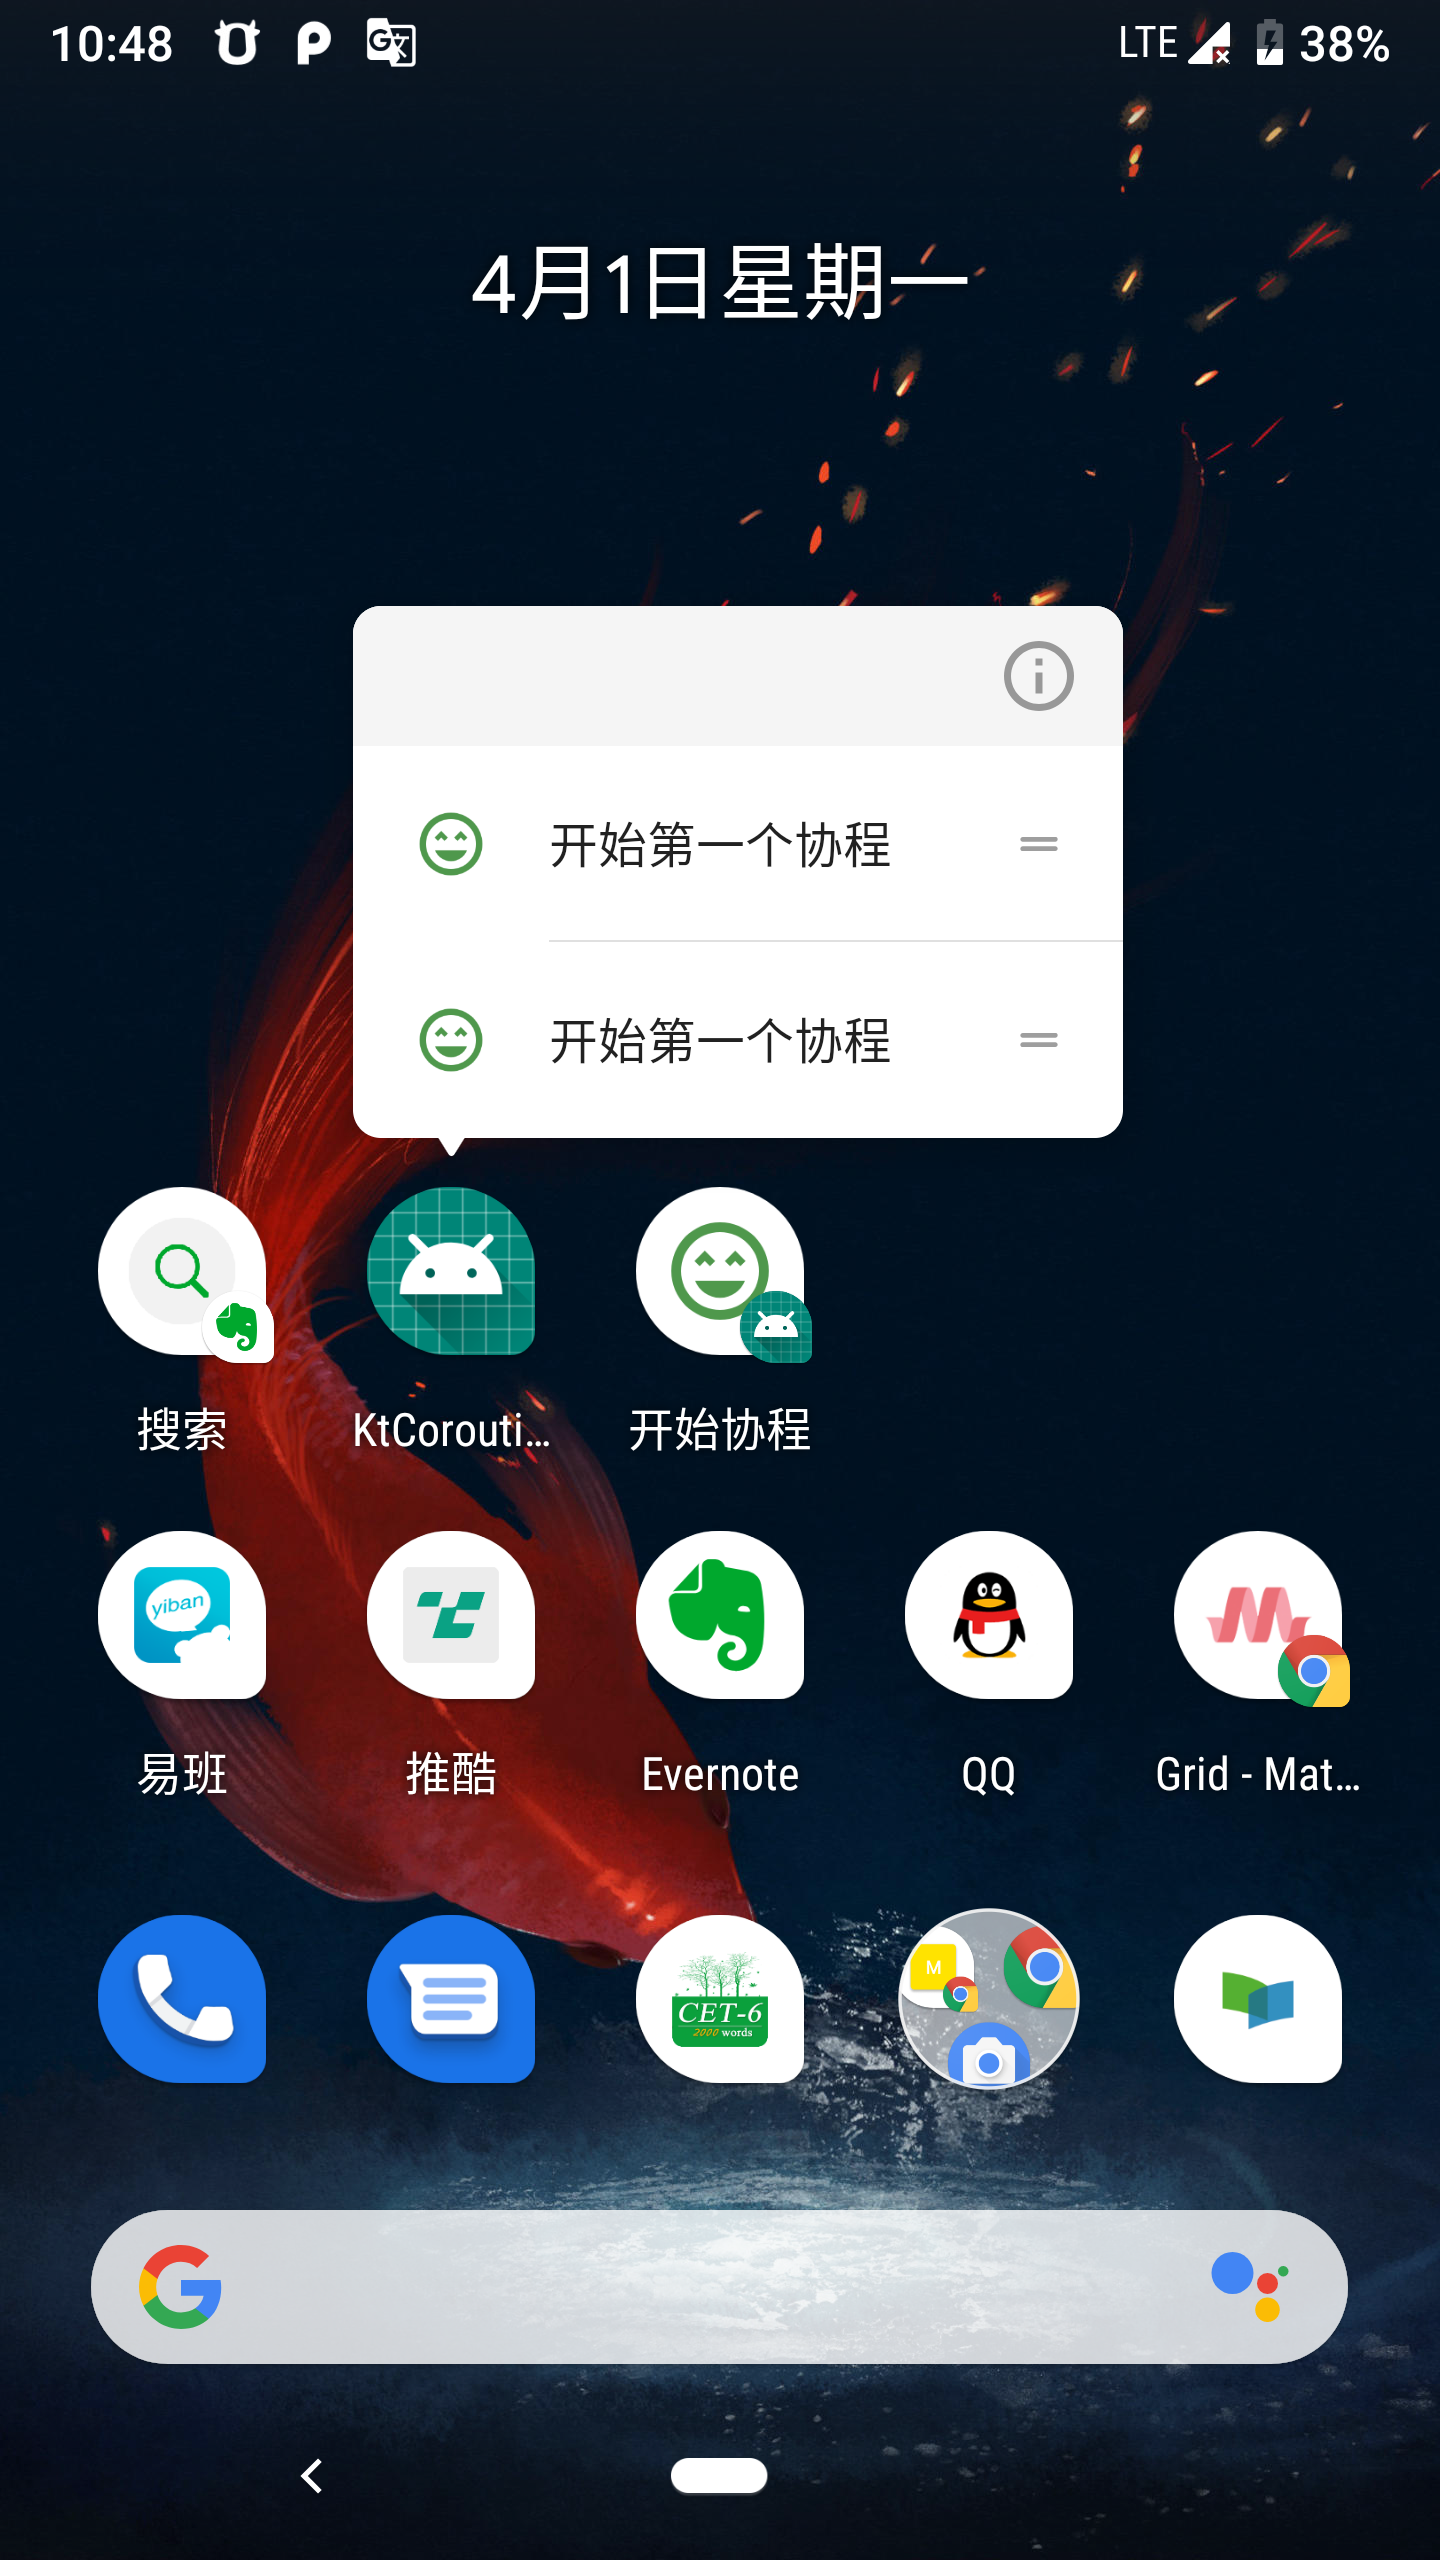 10:48
LTE 38%
4月1日星期一
开始第一个协程
开始第一个协程
搜索
KtCorouti...
开始协程
yiban
易班
推酷
Evernote
QQ
Grid - Mat...
CET-6
2000 words
M